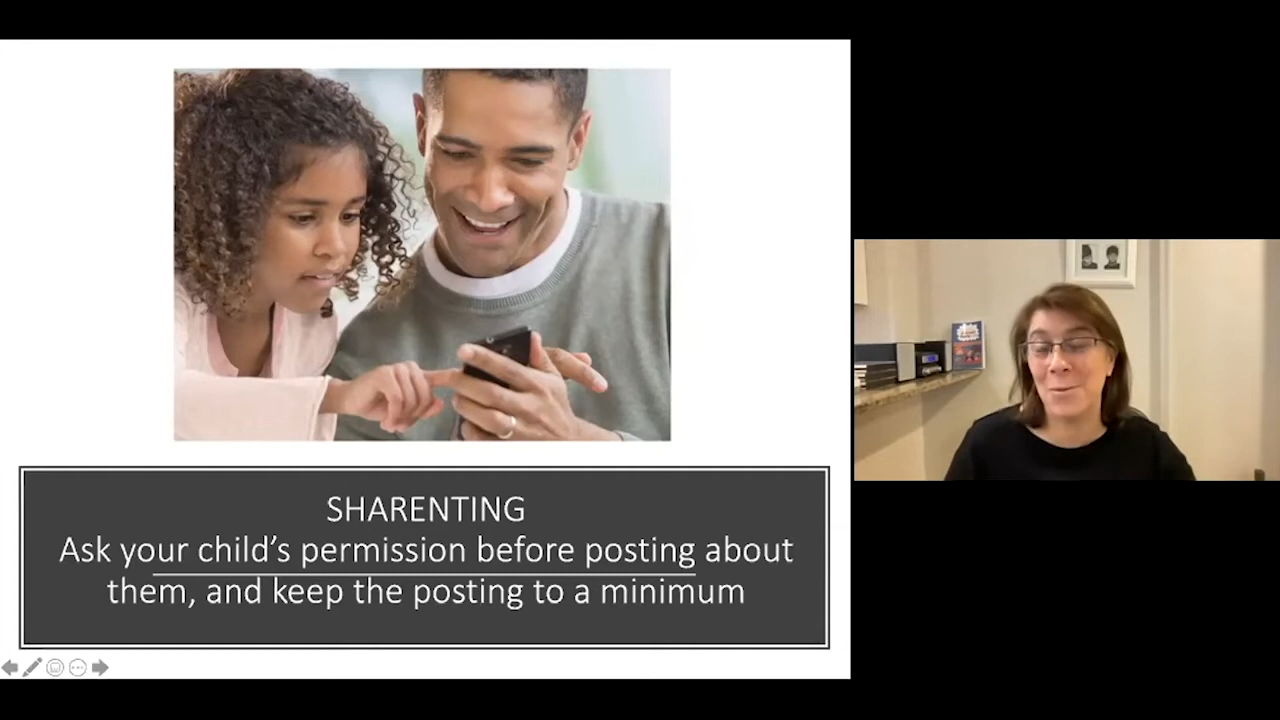 SHARENTING
Ask your child's permission before posting about
them, and keep the posting to a minimum